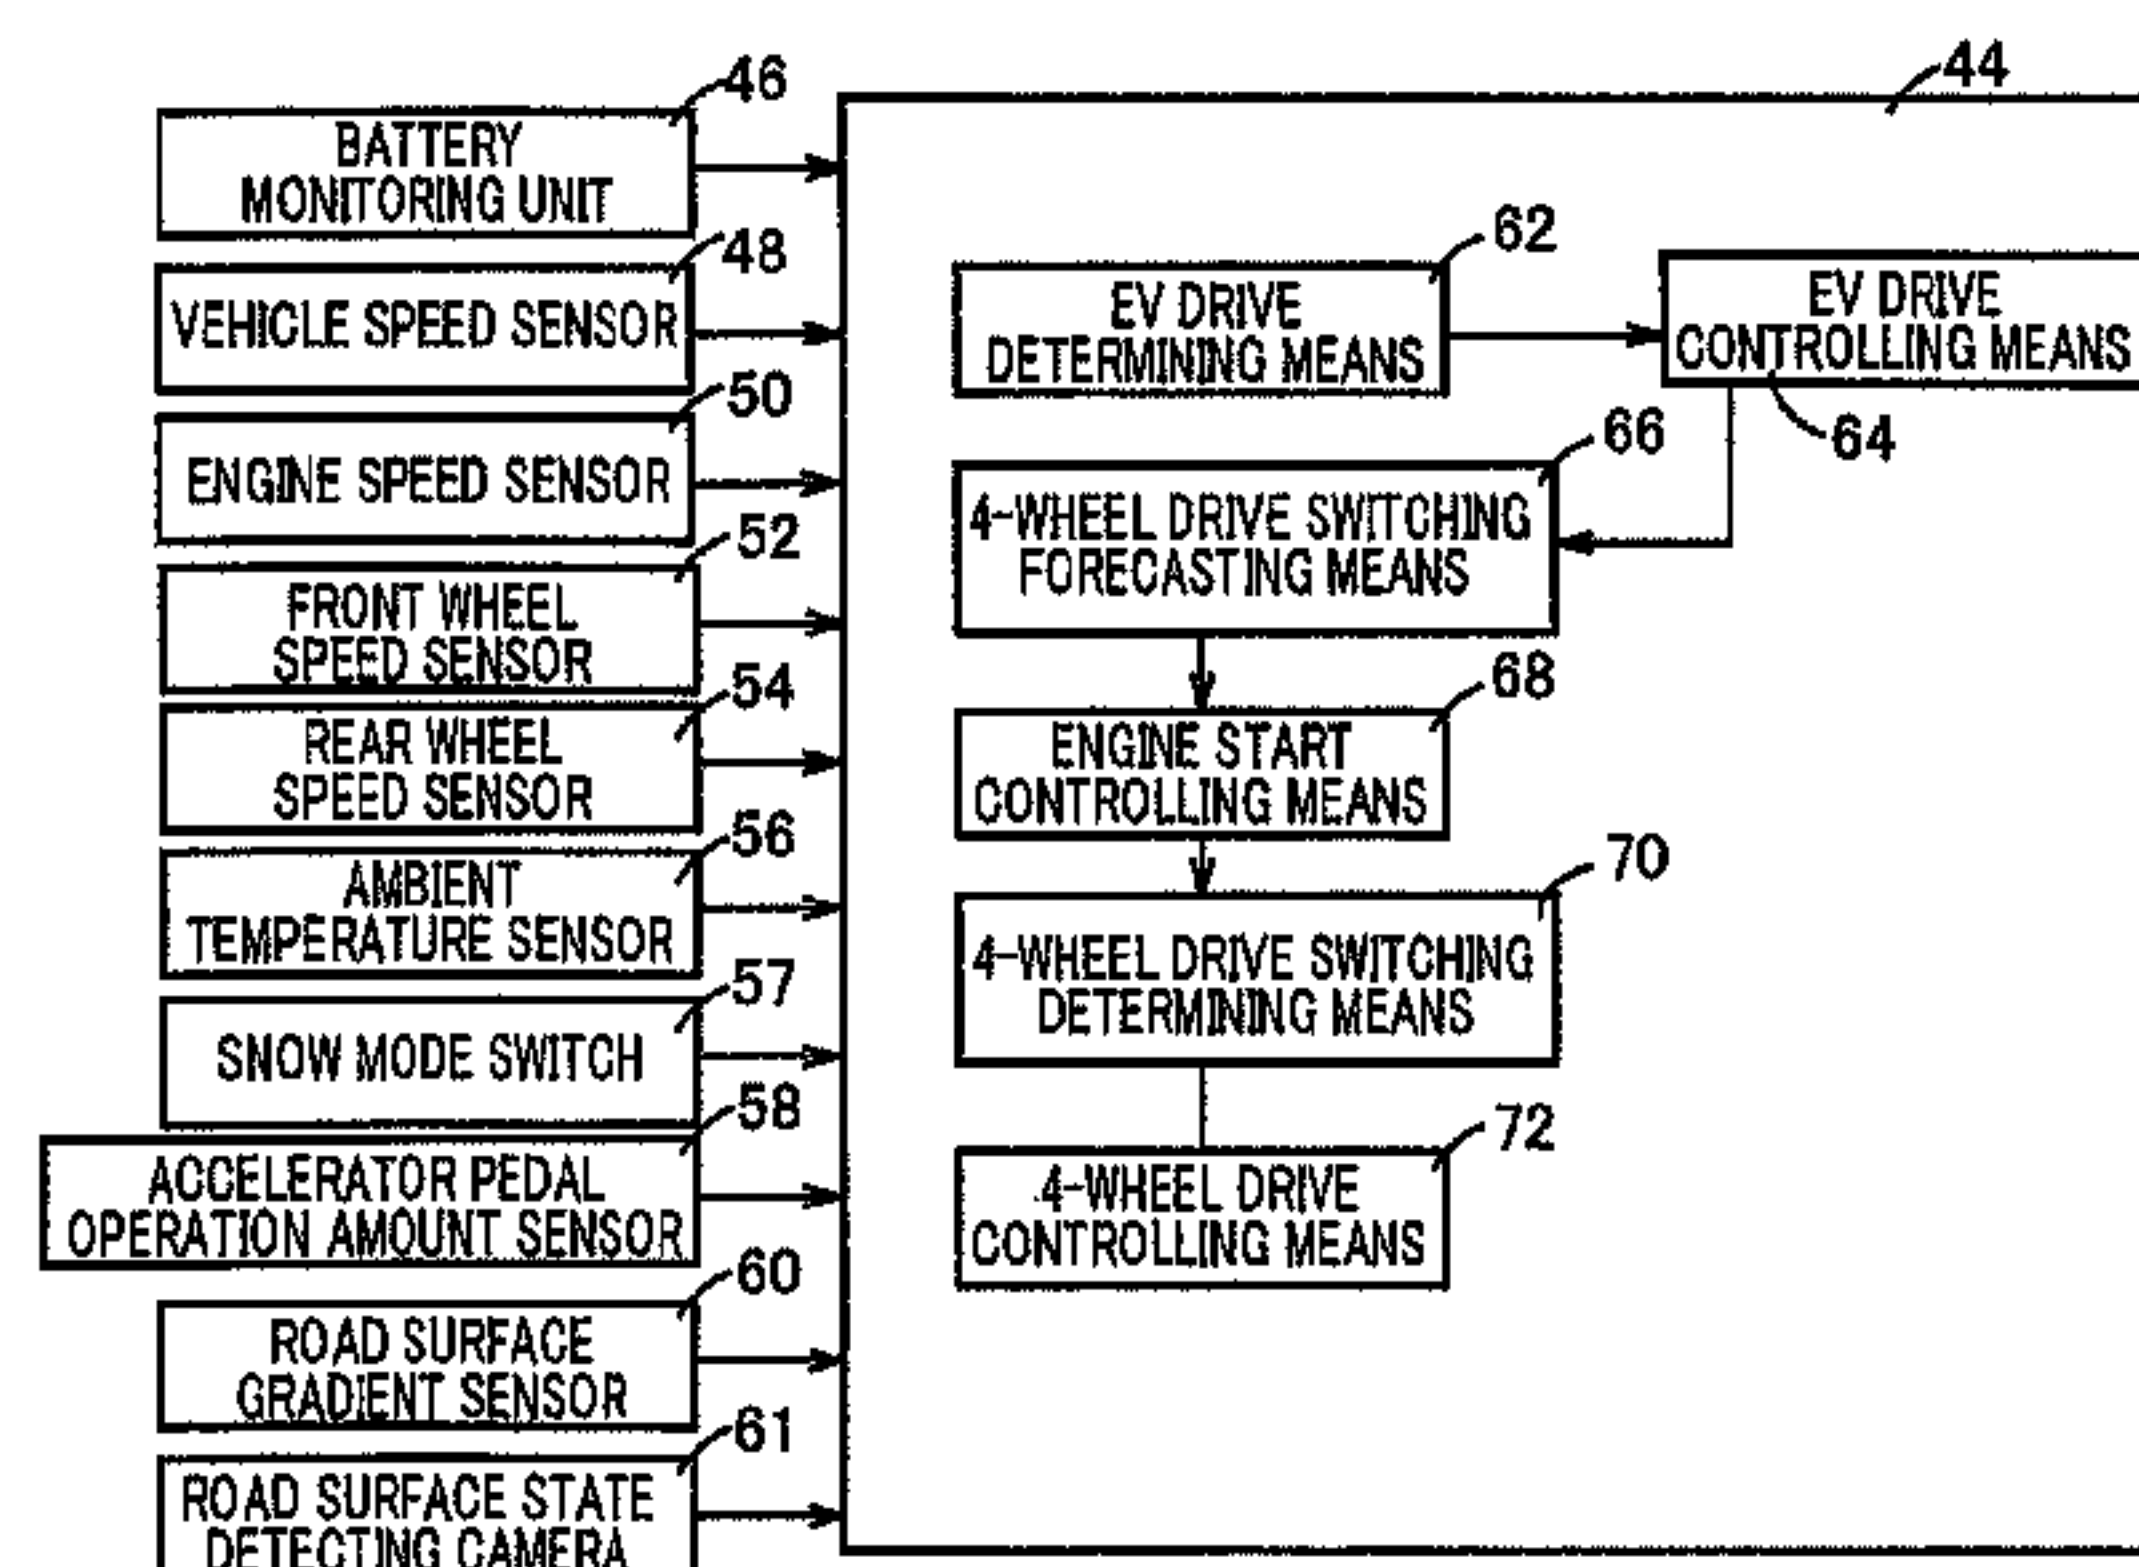 46
BATTERY
MONITORING UNIT
48
VEHICLE SPEED SENSOR
50
ENGINE SPEED SENSOR
52
FRONT WHEEL
SPEED SENSOR
54
REAR WHEEL
SPEED SENSOR
56
AMBIENT
TEMPERATURE SENSOR
57
SNOW MODE SWITCH
58
ACCELERATOR PEDAL
OPERATION AMOUNT SENSOR
60
ROAD SURFACE
GRADIENT SENSOR
61
ROAD SURFACE STATE
DETECTING CAMERA
44
62
EV DRIVE
DETERMINING MEANS
EV DRIVE
CONTROLLING MEANS
64
66
4-WHEEL DRIVE SWITCHING
FORECASTING MEANS
68
ENGINE START
CONTROLLING MEANS
70
4-WHEEL DRIVE SWITCHING
DETERMINING MEANS
72
4-WHEEL DRIVE
CONTROLLING MEANS